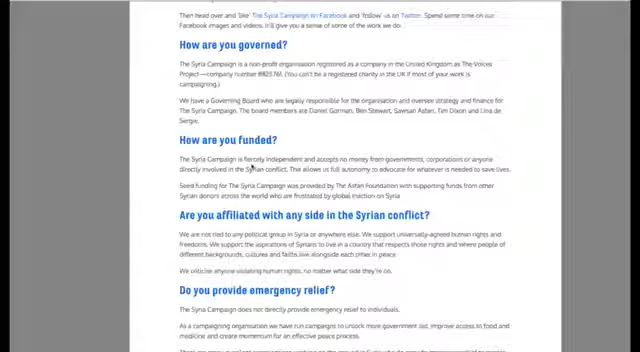 Then head over and 'like' The Syria Campaign on Facebook and 'follow' us on Twitter. Spend some time on our
Facebook images and videos. It'll give you a sense of some of the work we do.
How are you governed?
The Syria Campaign is a non-profit organisation registered as a company in the United Kingdom as The Voices
Project—company number 8825761. (You can't be a registered charity in the UK if most of your work is
campaigning.)
We have a Governing Board who are legally responsible for the organisation and oversee strategy and finance for
The Syria Campaign. The board members are Daniel Gorman, Ben Stewart, Sawsan Asfari, Tim Dixon and Lina de
Sergie.
How are you funded?
The Syria Campaign is fiercely independent and accepts no money from governments, corporations or anyone
directly involved in the Syrian conflict. This allows us full autonomy to advocate for whatever is needed to save lives.
Seed funding for The Syria Campaign was provided by The Asfari Foundation with supporting funds from other
Syrian donors across the world who are frustrated by global inaction on Syria
Are you affiliated with any side in the Syrian conflict?
We are not tied to any political group in Syria or anywhere else. We support universally-agreed human rights and
freedoms. We support the aspirations of Syrians to live in a country that respects those rights and where people of
different backgrounds, cultures and faiths live alongside each other in peace
We criticise anyone violating human rights, no matter what side they're on.
Do you provide emergency relief?
The Syria Campaign does not directly provide emergency relief to individuals.
As a campaigning organisation we have run campaigns to unlock more government aid, improve access to food and
medicine and create momentum for an effective peace process.